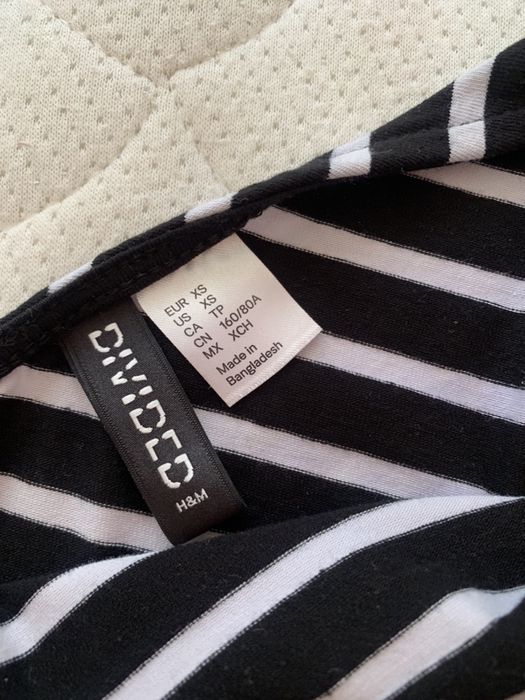 EUR XS
US XS
CA TP
CN 160/80A
MX XCH
Made in
Bangladesh
DIVIDED
H&M